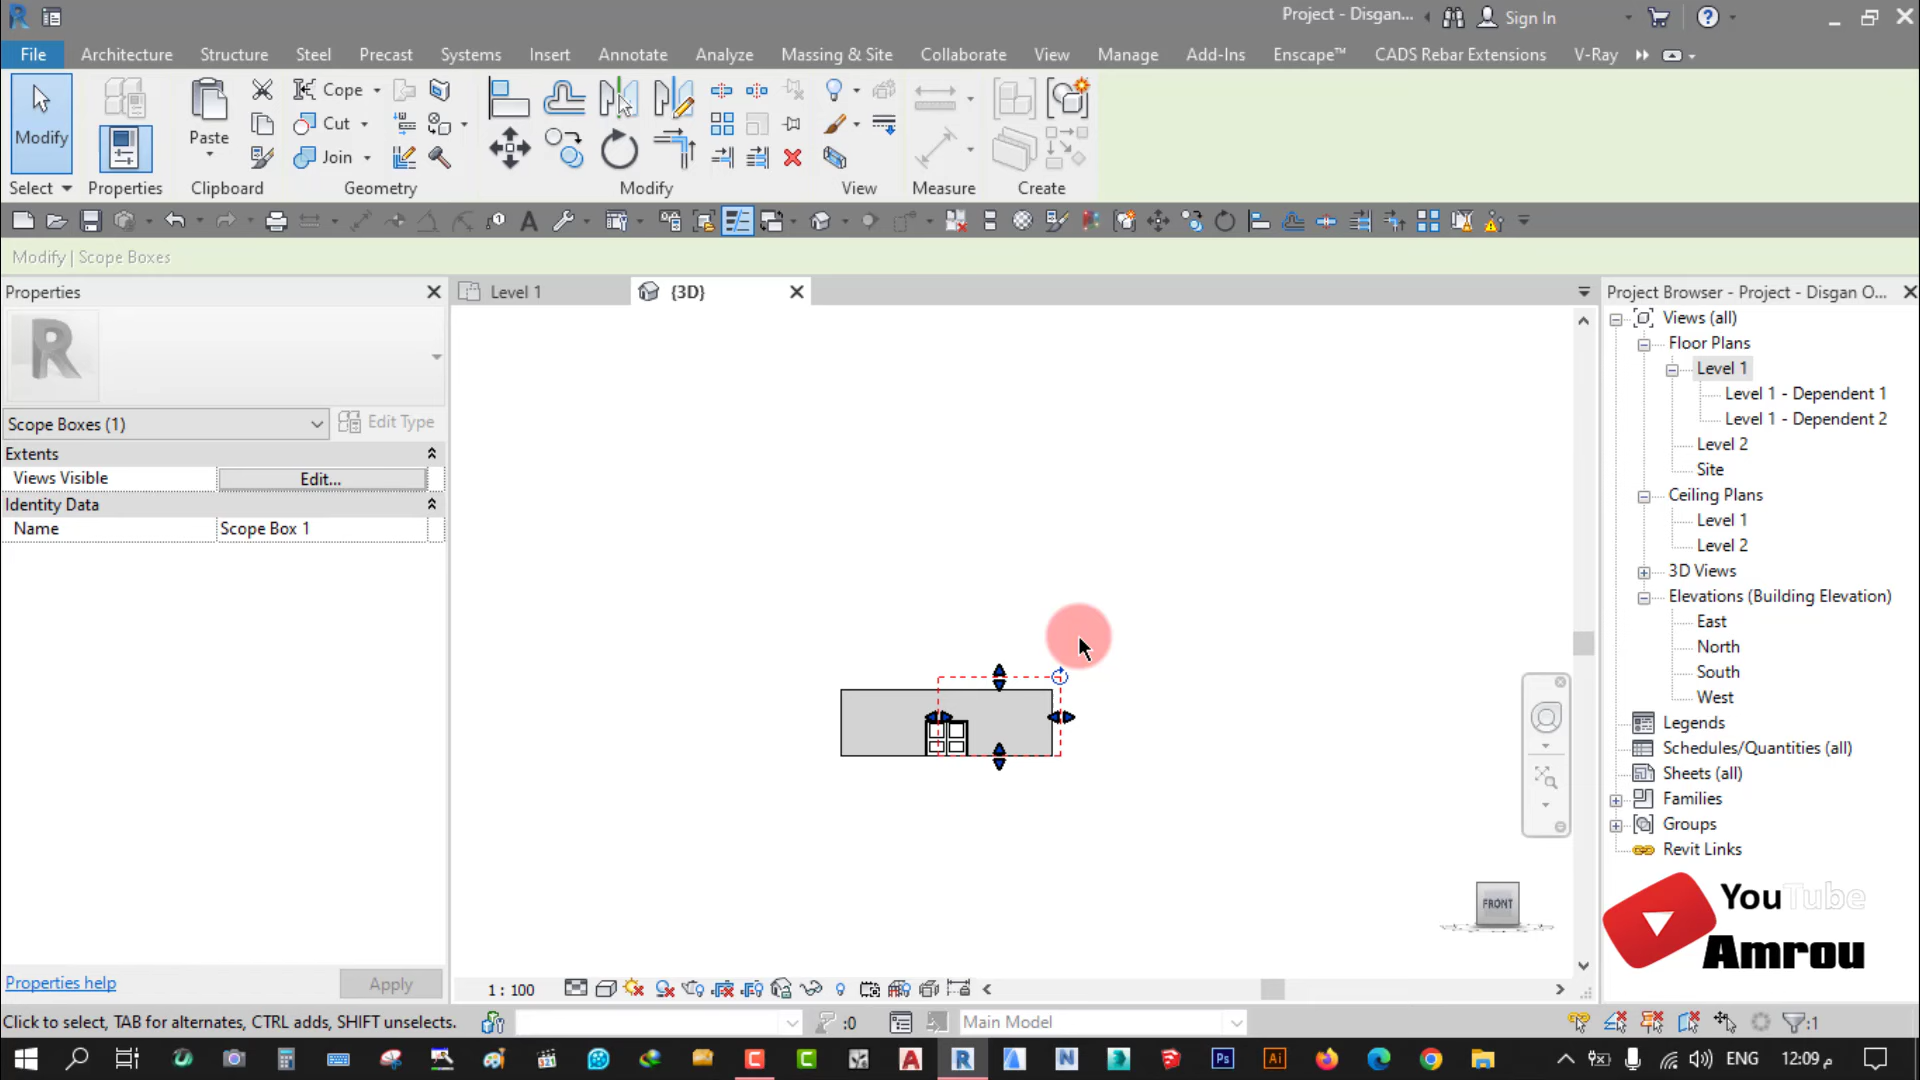 Project - Disgan...
Sign In
File
Architecture
Structure
Steel
Precast
Systems
Insert
Annotate
Analyze
Massing & Site
Collaborate
View
Manage
Add-Ins
Enscape™
CADS Rebar Extensions
V-Ray
Modify
Paste
Cope
Cut
Join
Select
Properties
Clipboard
Geometry
Modify
View
Measure
Create
Modify | Scope Boxes
Properties
Level 1
{3D}
Project Browser - Project - Disgan O...
Scope Boxes (1)
Edit Type
Extents
Views Visible
Edit...
Identity Data
Name
Scope Box 1
Views (all)
Floor Plans
Level 1
Level 1 - Dependent 1
Level 1 - Dependent 2
Level 2
Site
Ceiling Plans
Level 1
Level 2
3D Views
Elevations (Building Elevation)
East
North
South
West
Legends
Schedules/Quantities (all)
Sheets (all)
Families
Groups
Revit Links
FRONT
YouTube
Amrou
Properties help
Apply
1 : 100
Click to select, TAB for alternates, CTRL adds, SHIFT unselects.
:0
Main Model
:1
ENG
12:09 م